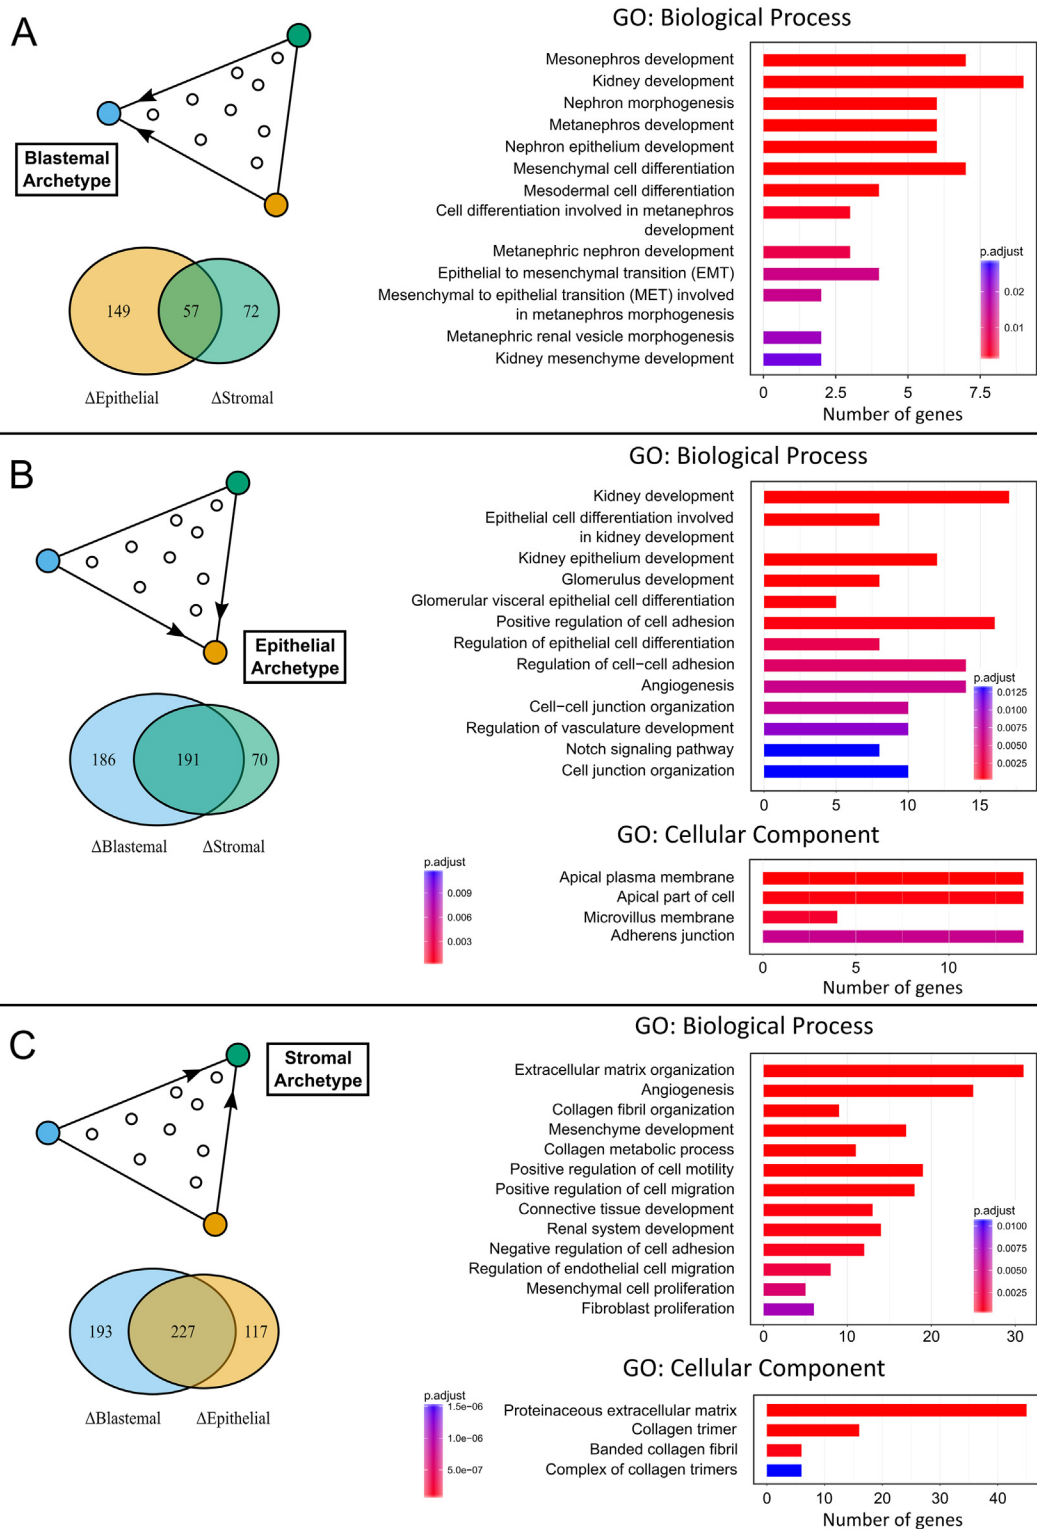 A
Blastemal
Archetype
149
57
72
ΔEpithelial
ΔStromal
GO: Biological Process
Mesonephros development
Kidney development
Nephron morphogenesis
Metanephros development
Nephron epithelium development
Mesenchymal cell differentiation
Mesodermal cell differentiation
Cell differentiation involved in metanephros
development
Metanephric nephron development
Epithelial to mesenchymal transition (EMT)
Mesenchymal to epithelial transition (MET) involved
in metanephros morphogenesis
Metanephric renal vesicle morphogenesis
Kidney mesenchyme development
p.adjust
0.02
0.01
0
2.5
5
7.5
Number of genes
B
Epithelial
Archetype
186
191
70
ΔBlastemal
ΔStromal
GO: Biological Process
Kidney development
Epithelial cell differentiation involved
in kidney development
Kidney epithelium development
Glomerulus development
Glomerular visceral epithelial cell differentiation
Positive regulation of cell adhesion
Regulation of epithelial cell differentiation
Regulation of cell−cell adhesion
Angiogenesis
Cell−cell junction organization
Regulation of vasculature development
Notch signaling pathway
Cell junction organization
p.adjust
0.0125
0.0100
0.0075
0.0050
0.0025
0
5
10
15
GO: Cellular Component
p.adjust
0.009
0.006
0.003
Apical plasma membrane
Apical part of cell
Microvillus membrane
Adherens junction
0
5
10
Number of genes
C
Stromal
Archetype
193
227
117
ΔBlastemal
ΔEpithelial
GO: Biological Process
Extracellular matrix organization
Angiogenesis
Collagen fibril organization
Mesenchyme development
Collagen metabolic process
Positive regulation of cell motility
Positive regulation of cell migration
Connective tissue development
Renal system development
Negative regulation of cell adhesion
Regulation of endothelial cell migration
Mesenchymal cell proliferation
Fibroblast proliferation
p.adjust
0.0100
0.0075
0.0050
0.0025
0
10
20
30
GO: Cellular Component
p.adjust
1.5e−06
1.0e−06
5.0e−07
Proteinaceous extracellular matrix
Collagen trimer
Banded collagen fibril
Complex of collagen trimers
0
10
20
30
40
Number of genes